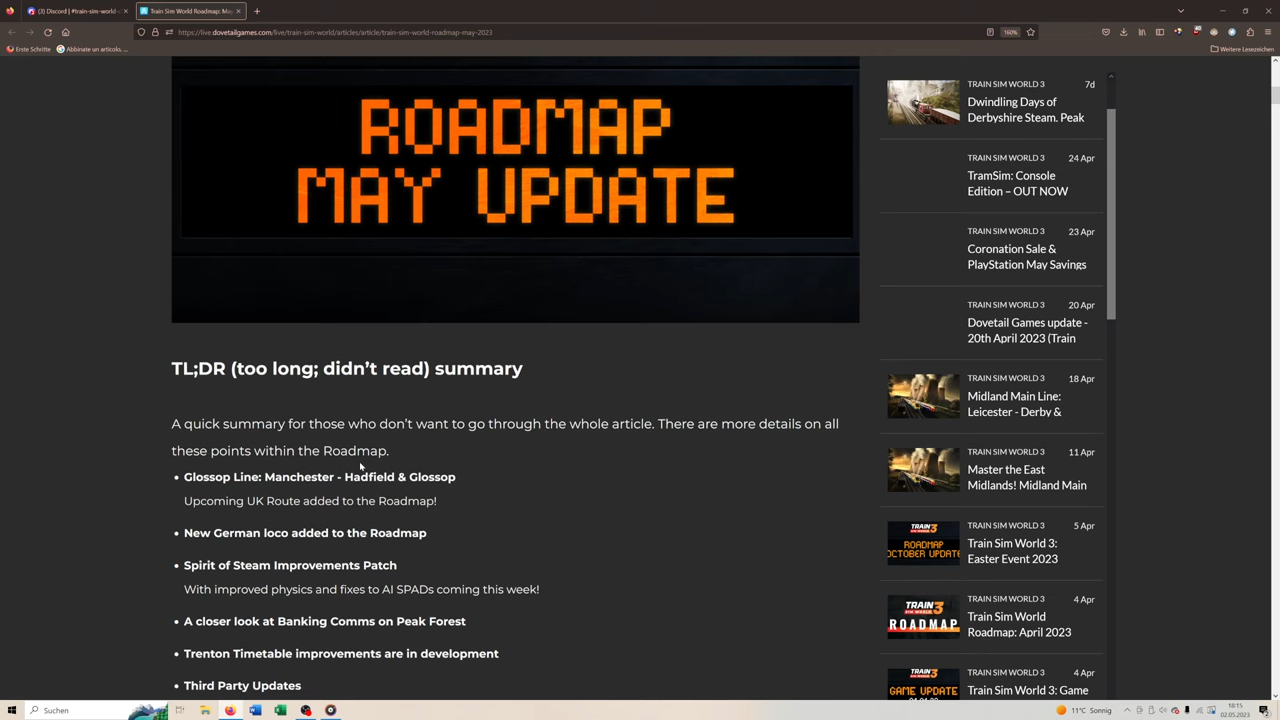 (3) Discord | #train-sim-world-
Train Sim World Roadmap: May
https://live.dovetailgames.com/live/train-sim-world/articles/article/train-sim-world-roadmap-may-2023
160%
Erste Schritte
Abbinate un articolo, ...
Weitere Lesezeichen
ROADMAP
MAY UPDATE
TL;DR (too long; didn't read) summary
A quick summary for those who don't want to go through the whole article. There are more details on all
these points within the Roadmap.
• Glossop Line: Manchester - Hadfield & Glossop
Upcoming UK Route added to the Roadmap!
• New German loco added to the Roadmap
• Spirit of Steam Improvements Patch
With improved physics and fixes to AI SPADs coming this week!
• A closer look at Banking Comms on Peak Forest
• Trenton Timetable improvements are in development
• Third Party Updates
TRAIN SIM WORLD 3 7d
Dwindling Days of
Derbyshire Steam. Peak
TRAIN SIM WORLD 3 24 Apr
TramSim: Console
Edition – OUT NOW
TRAIN SIM WORLD 3 23 Apr
Coronation Sale &
PlayStation May Savings
TRAIN SIM WORLD 3 20 Apr
Dovetail Games update -
20th April 2023 (Train
TRAIN SIM WORLD 3 18 Apr
Midland Main Line:
Leicester - Derby &
TRAIN SIM WORLD 3 11 Apr
Master the East
Midlands! Midland Main
TRAIN 3
ROADMAP
OCTOBER UPDATE
TRAIN SIM WORLD 3 5 Apr
Train Sim World 3:
Easter Event 2023
TRAIN 3
SIM WORLD
ROADMAP
TRAIN SIM WORLD 3 4 Apr
Train Sim World
Roadmap: April 2023
TRAIN 3
GAME UPDATE
TRAIN SIM WORLD 3 4 Apr
Train Sim World 3: Game
Suchen
11°C Sonnig
18:15
02.05.2023